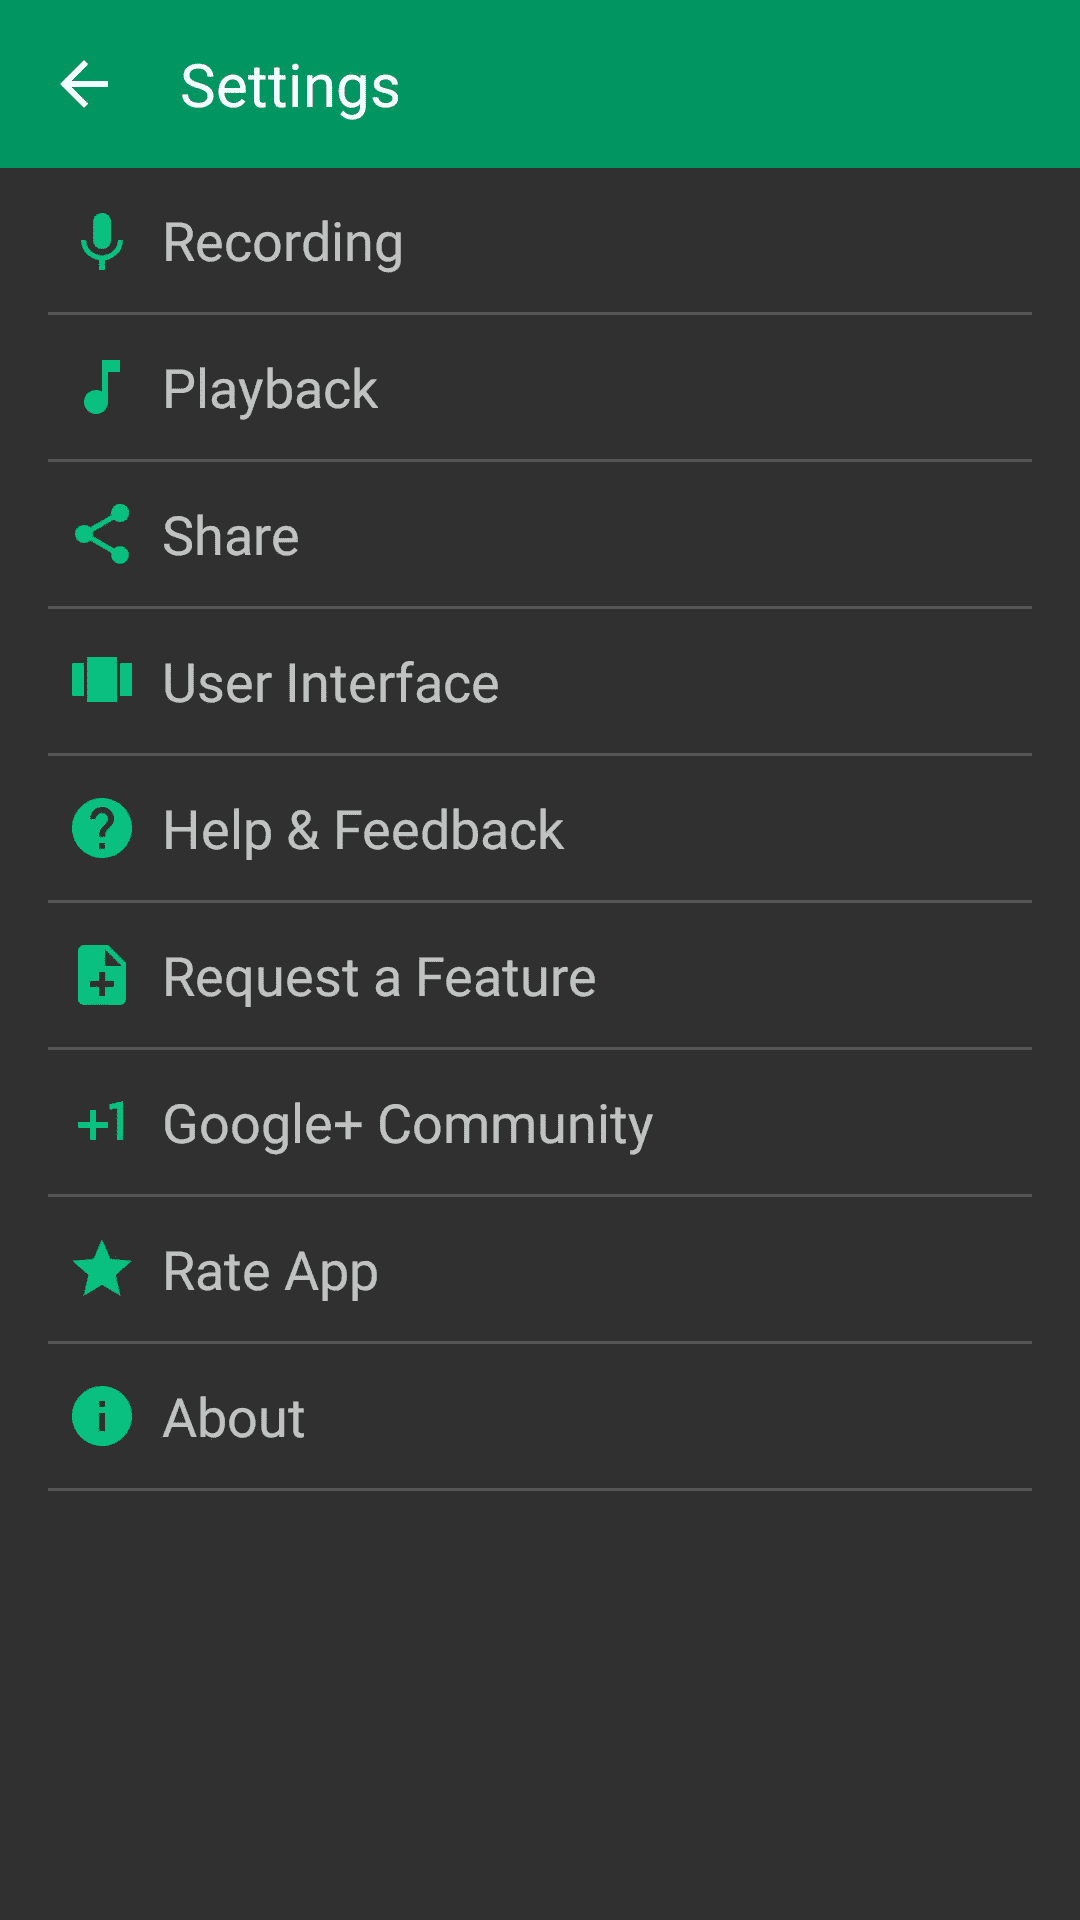 Settings
Recording
Playback
Share
User Interface
Help & Feedback
Request a Feature
+1 Google+ Community
Rate App
About